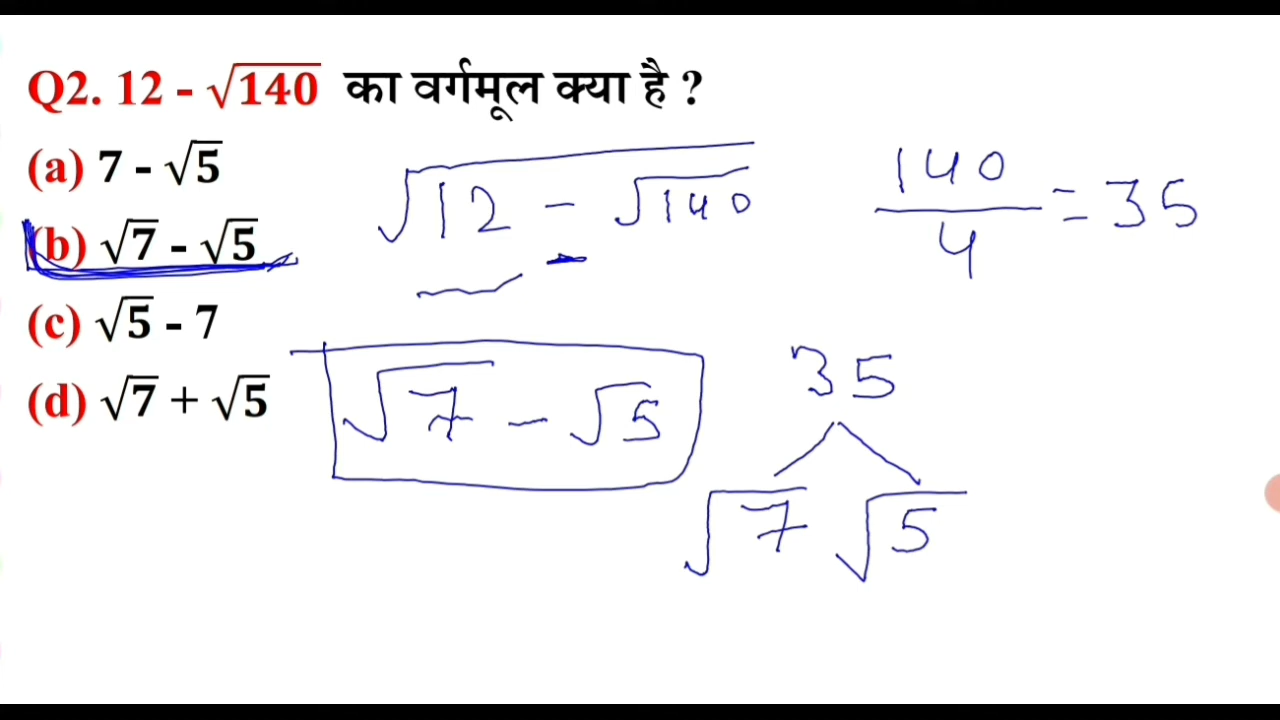 Q2. 12 - √140 का वर्गमूल क्या है ?
(a) 7 - √5
(b) √7 - √5
(c) √5 - 7
(d) √7 + √5
√(12 - √140)
140/4 = 35
√7 - √5
35
√7 √5